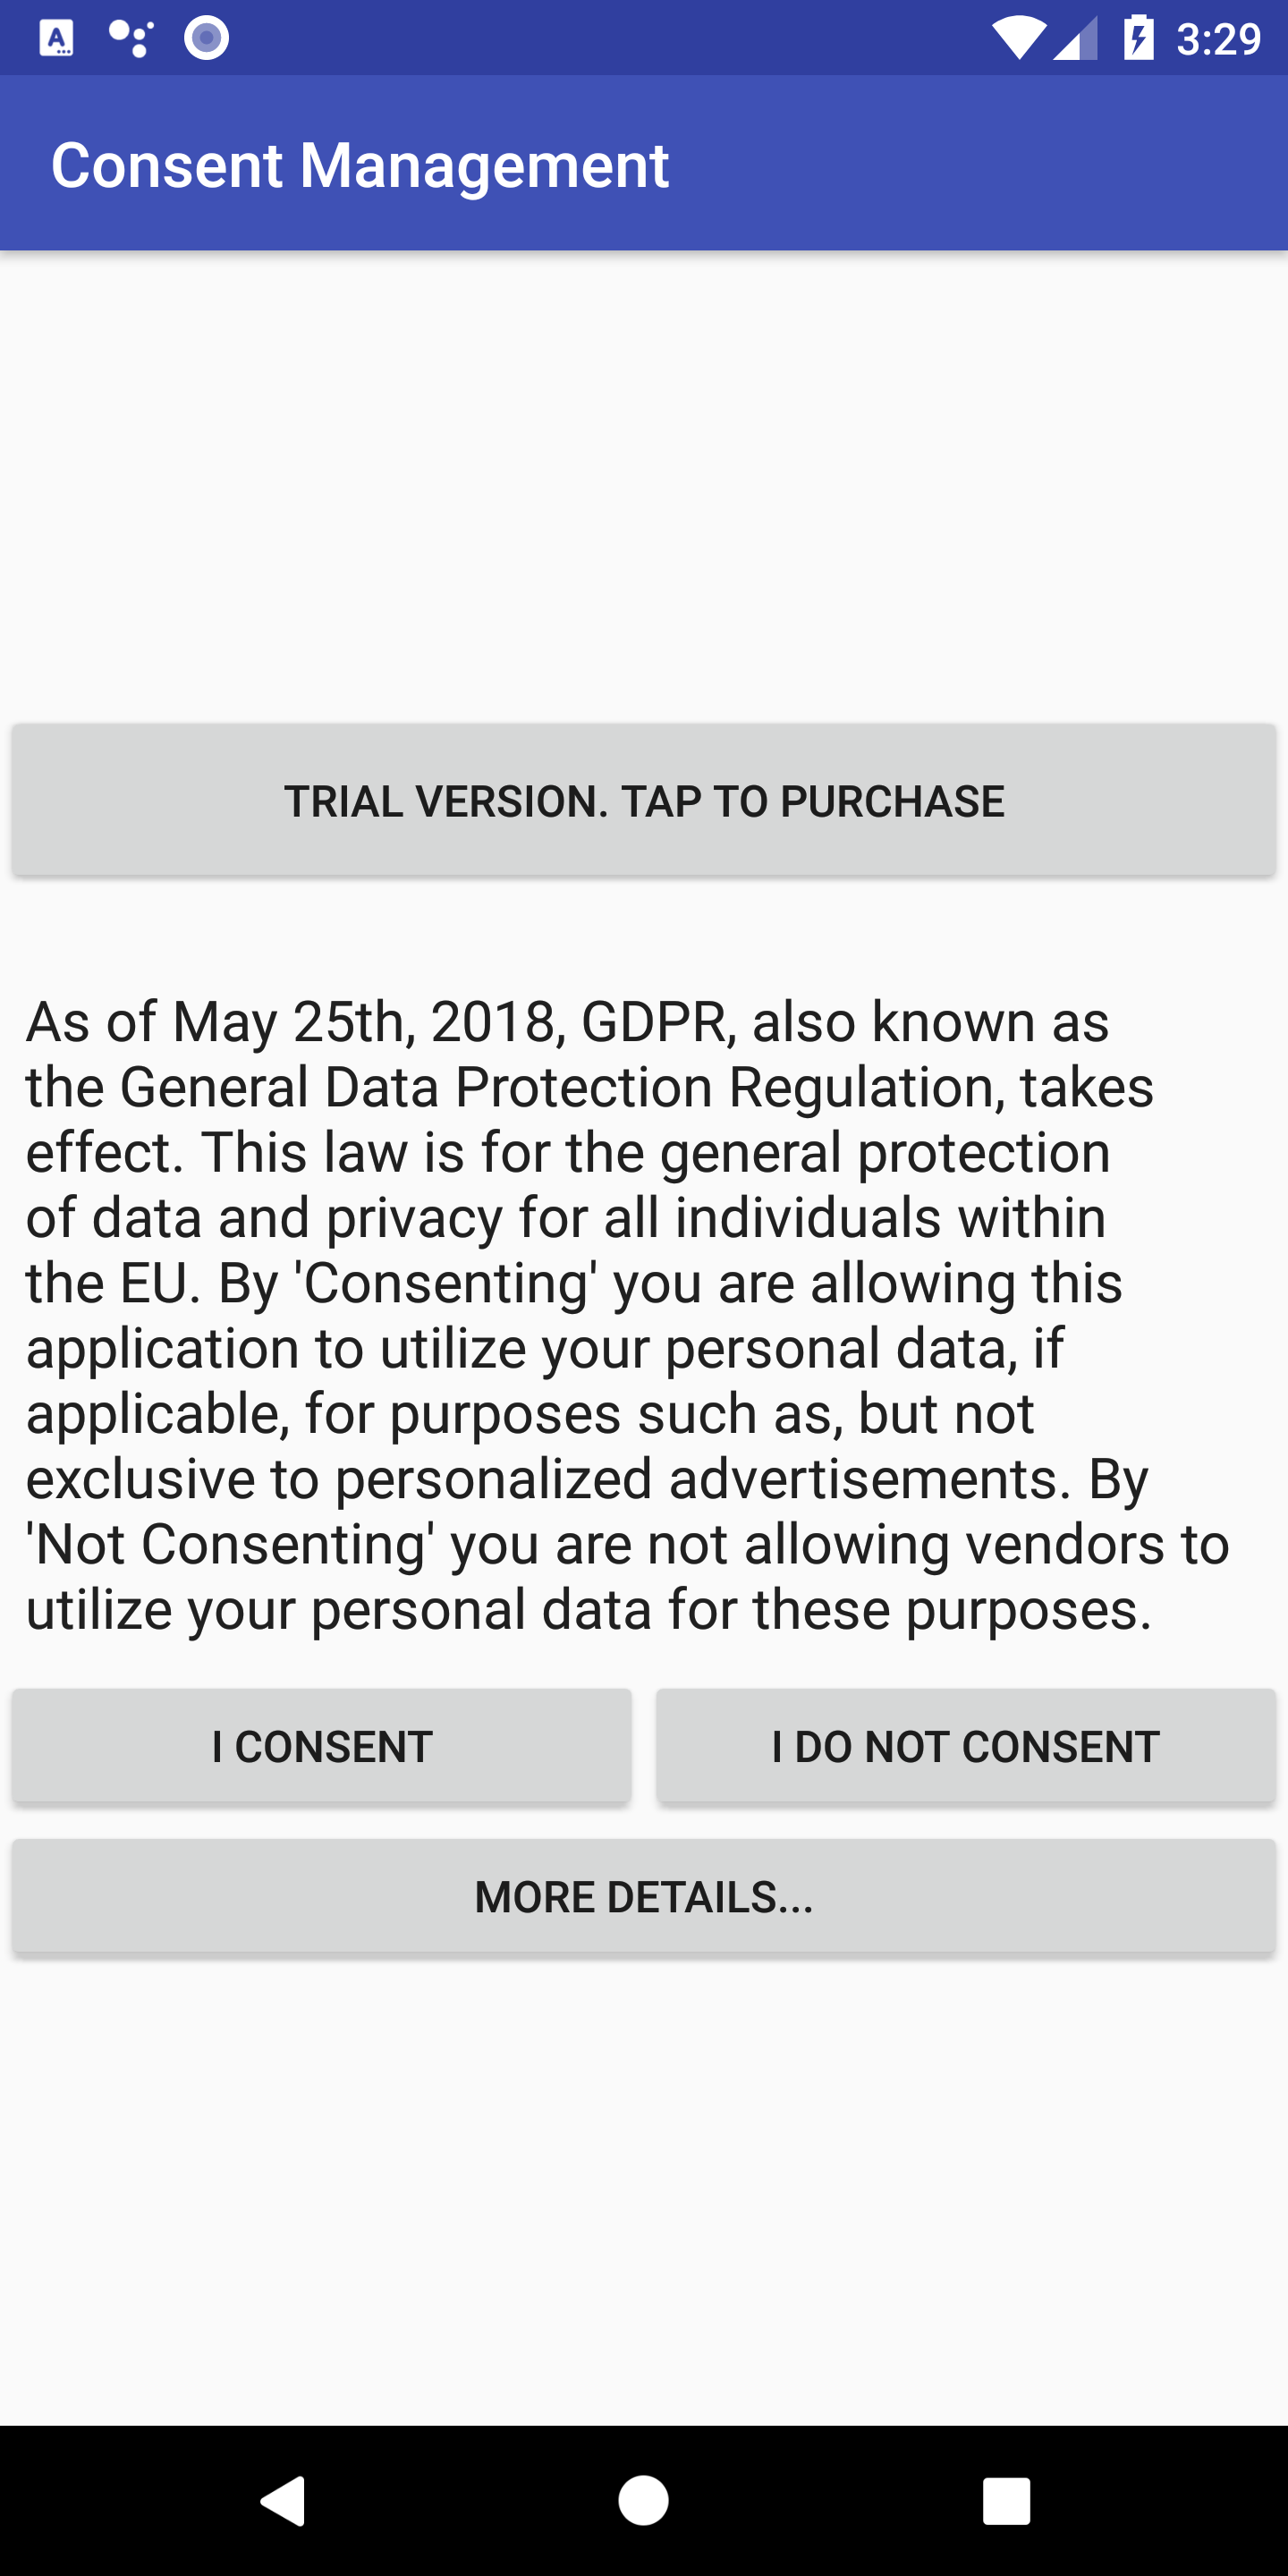 3:29
Consent Management
TRIAL VERSION. TAP TO PURCHASE
As of May 25th, 2018, GDPR, also known as
the General Data Protection Regulation, takes
effect. This law is for the general protection
of data and privacy for all individuals within
the EU. By 'Consenting' you are allowing this
application to utilize your personal data, if
applicable, for purposes such as, but not
exclusive to personalized advertisements. By
'Not Consenting' you are not allowing vendors to
utilize your personal data for these purposes.
I CONSENT
I DO NOT CONSENT
MORE DETAILS...